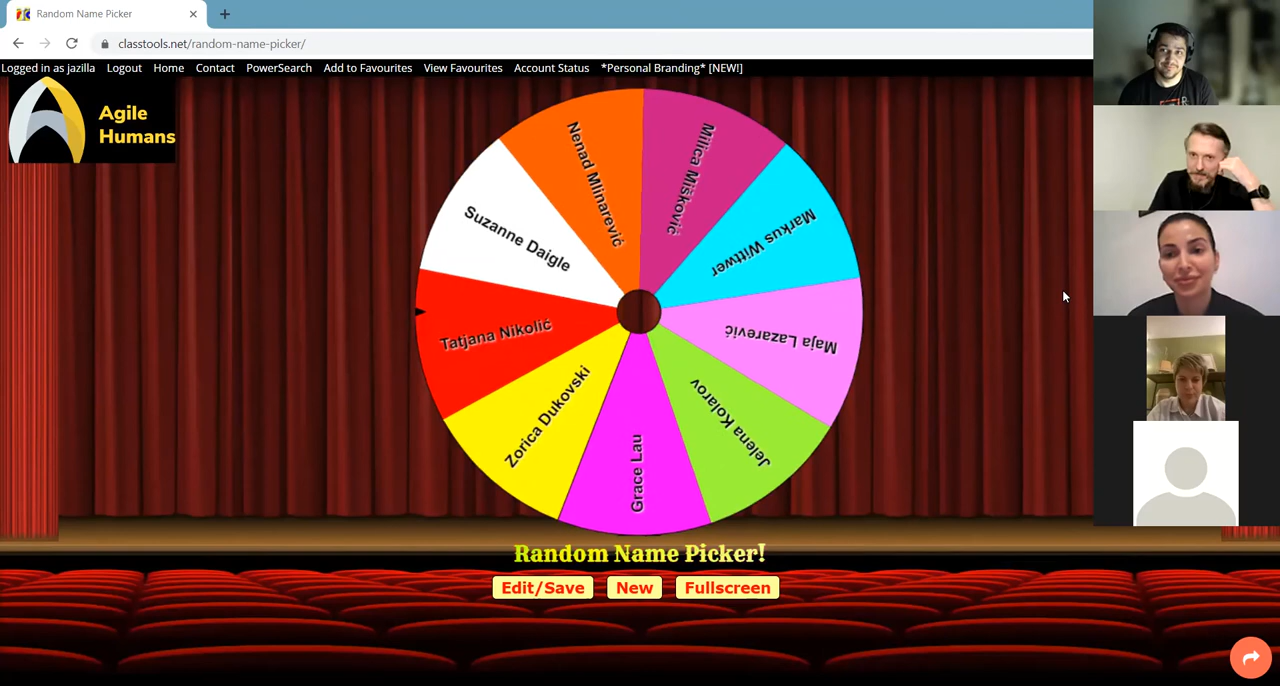 Random Name Picker
classtools.net/random-name-picker/
Logged in as jazilla Logout Home Contact PowerSearch Add to Favourites View Favourites Account Status *Personal Branding* [NEW!]
Agile
Humans
Nenad Mlinarević
Milica Mišković
Markus Wittwer
Maja Lazarević
Jelena Kolarov
Grace Lau
Zorica Dukovski
Tatjana Nikolić
Suzanne Daigle
Random Name Picker!
Edit/Save New Fullscreen